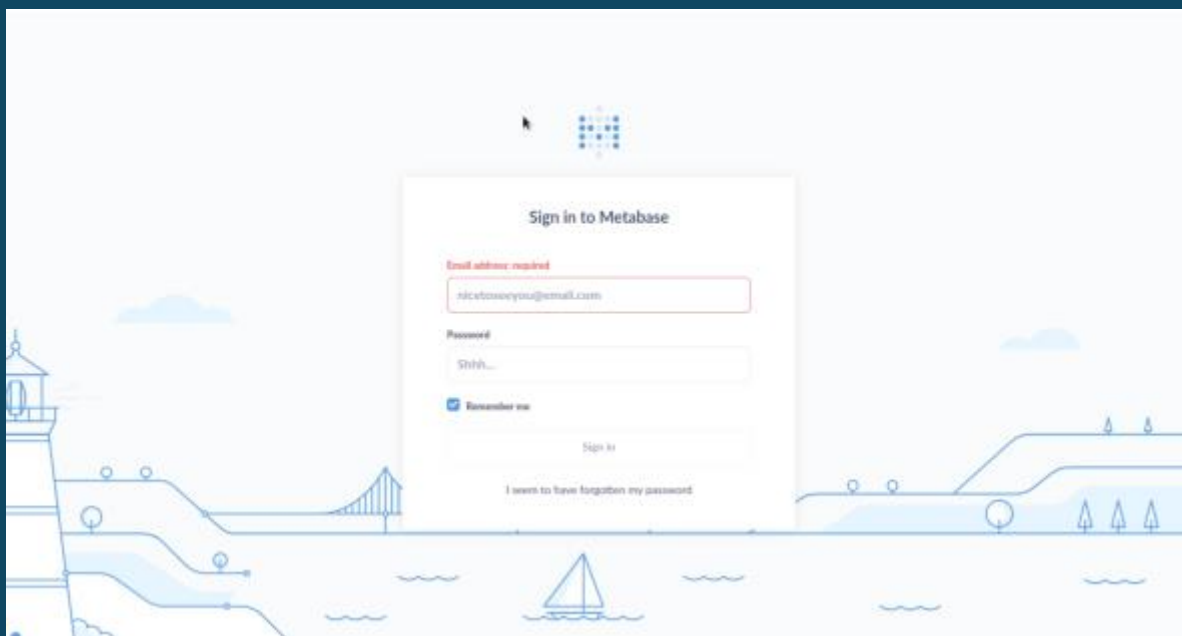 Sign in to Metabase
Email address: required
nicetoseeyou@email.com
Password
Shhh...
Remember me
Sign in
I seem to have forgotten my password